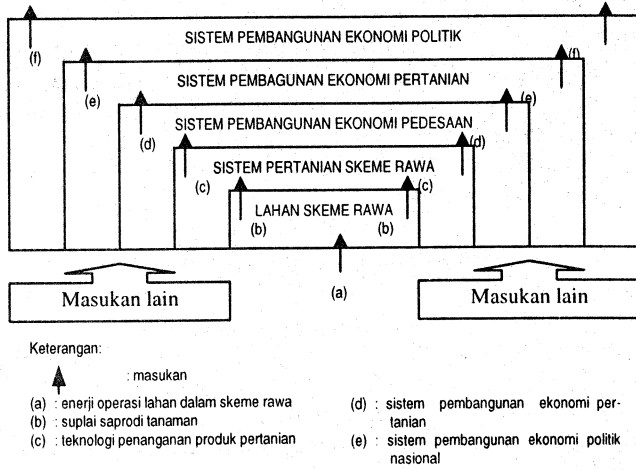 SISTEM PEMBANGUNAN EKONOMI POLITIK
(f) (f)
SISTEM PEMBAGUNAN EKONOMI PERTANIAN
(e) (e)
SISTEM PEMBANGUNAN EKONOMI PEDESAAN
(d) (d)
SISTEM PERTANIAN SKEME RAWA
(c) (c)
LAHAN SKEME RAWA
(b) (b)
(a)
Masukan lain
Masukan lain
Keterangan:
: masukan
(a) : enerji operasi lahan dalam skeme rawa
(b) : suplai saprodi tanaman
(c) : teknologi penanganan produk pertanian
(d) : sistem pembangunan ekonomi per-
tanian
(e) : sistem pembangunan ekonomi politik
nasional